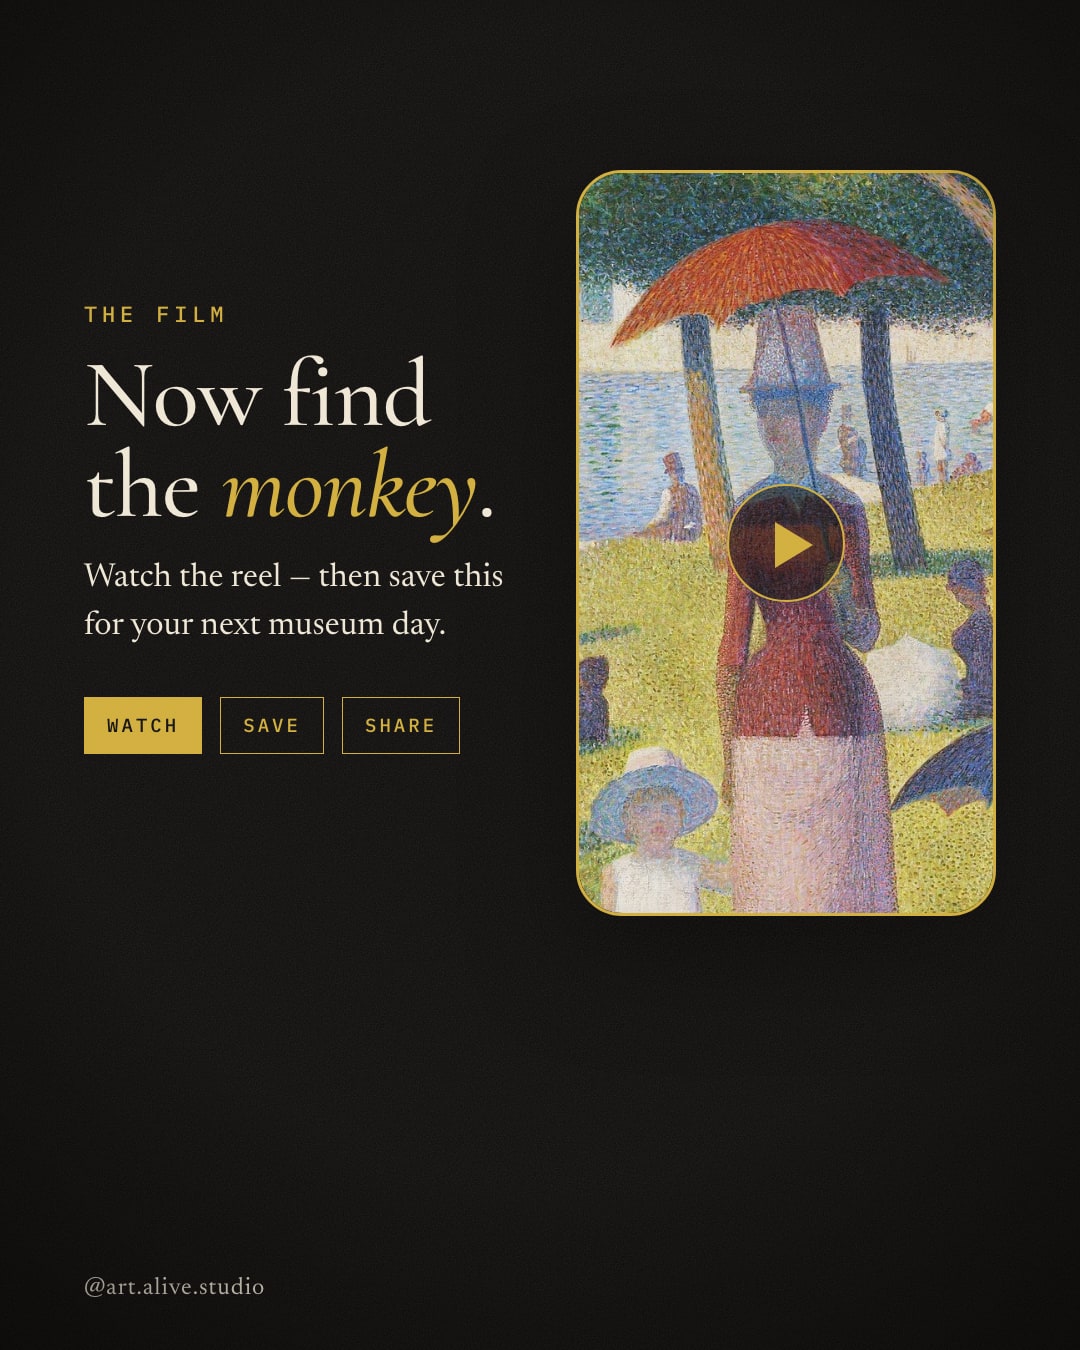 THE FILM
Now find
the monkey.
Watch the reel – then save this
for your next museum day.
WATCH SAVE SHARE
@art.alive.studio